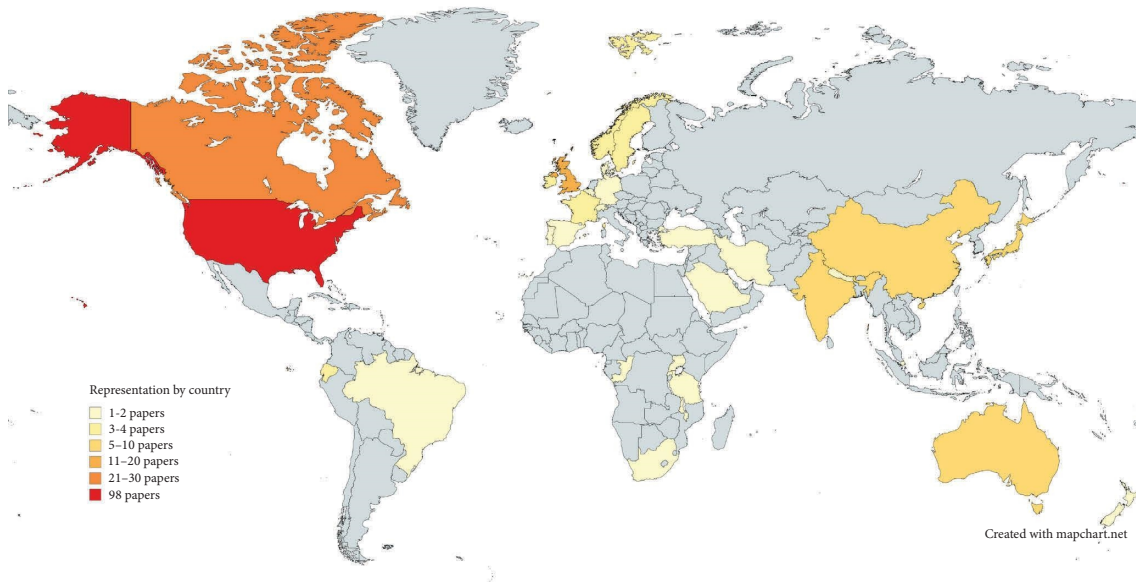 Representation by country
1-2 papers
3-4 papers
5–10 papers
11–20 papers
21–30 papers
98 papers
Created with mapchart.net